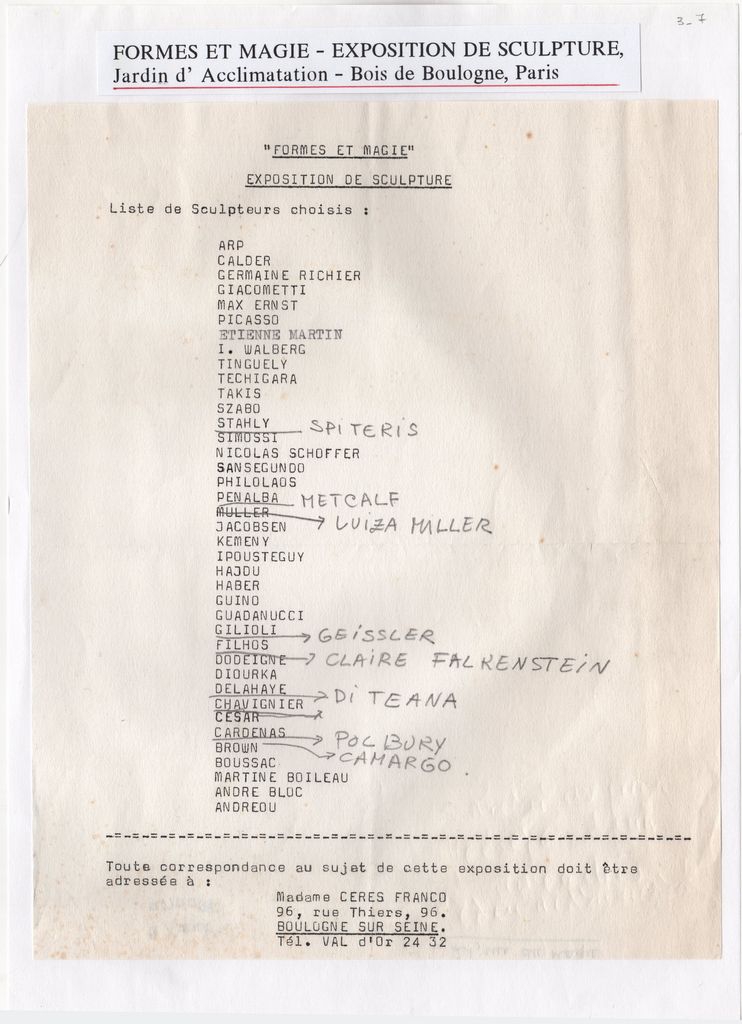 3-7
FORMES ET MAGIE - EXPOSITION DE SCULPTURE,
Jardin d' Acclimatation - Bois de Boulogne, Paris
"FORMES ET MAGIE"
EXPOSITION DE SCULPTURE
Liste de Sculpteurs choisis :
ARP
CALDER
GERMAINE RICHIER
GIACOMETTI
MAX ERNST
PICASSO
ETIENNE MARTIN
I. WALBERG
TINGUELY
TECHIGARA
TAKIS
SZABO
STAHLY
SPITERIS
SIMOSSI
NICOLAS SCHOFFER
SANSEGUNDO
PHILOLAOS
PENALBA
METCALF
MULLER
LUIZA MILLER
JACOBSEN
KEMENY
IPOUSTEGUY
HAJDU
HABER
GUINO
GUADANUCCI
GILIOLI
GEISSLER
FILHOS
DODEIGNE
CLAIRE FALKENSTEIN
DIOURKA
DELAHAYE
DI TEANA
CHAVIGNIER
CESAR
CARDENAS
POL BURY
BROWN
CAMARGO
BOUSSAC
MARTINE BOILEAU
ANDRE BLOC
ANDREOU
-=-=-=-=-=-=-=-=-=-=-=-=-=-=-=-=-=-=-=-=-=-=-=-=-=-=-=-=-=-=-=-=-=-
Toute correspondance au sujet de cette exposition doit être
adressée à :
Madame CERES FRANCO
96, rue Thiers, 96.
BOULOGNE SUR SEINE.
Tél. VAL d'Or 24 32